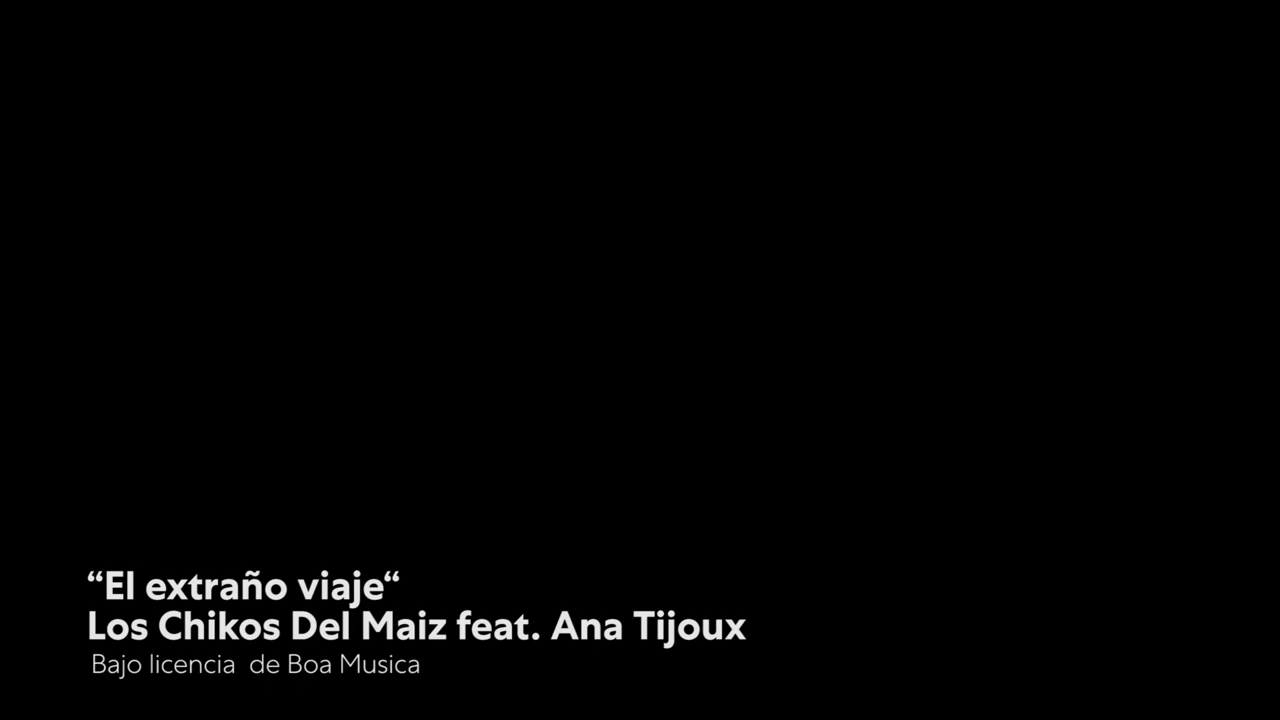 “El extraño viaje“
Los Chikos Del Maiz feat. Ana Tijoux
Bajo licencia  de Boa Musica